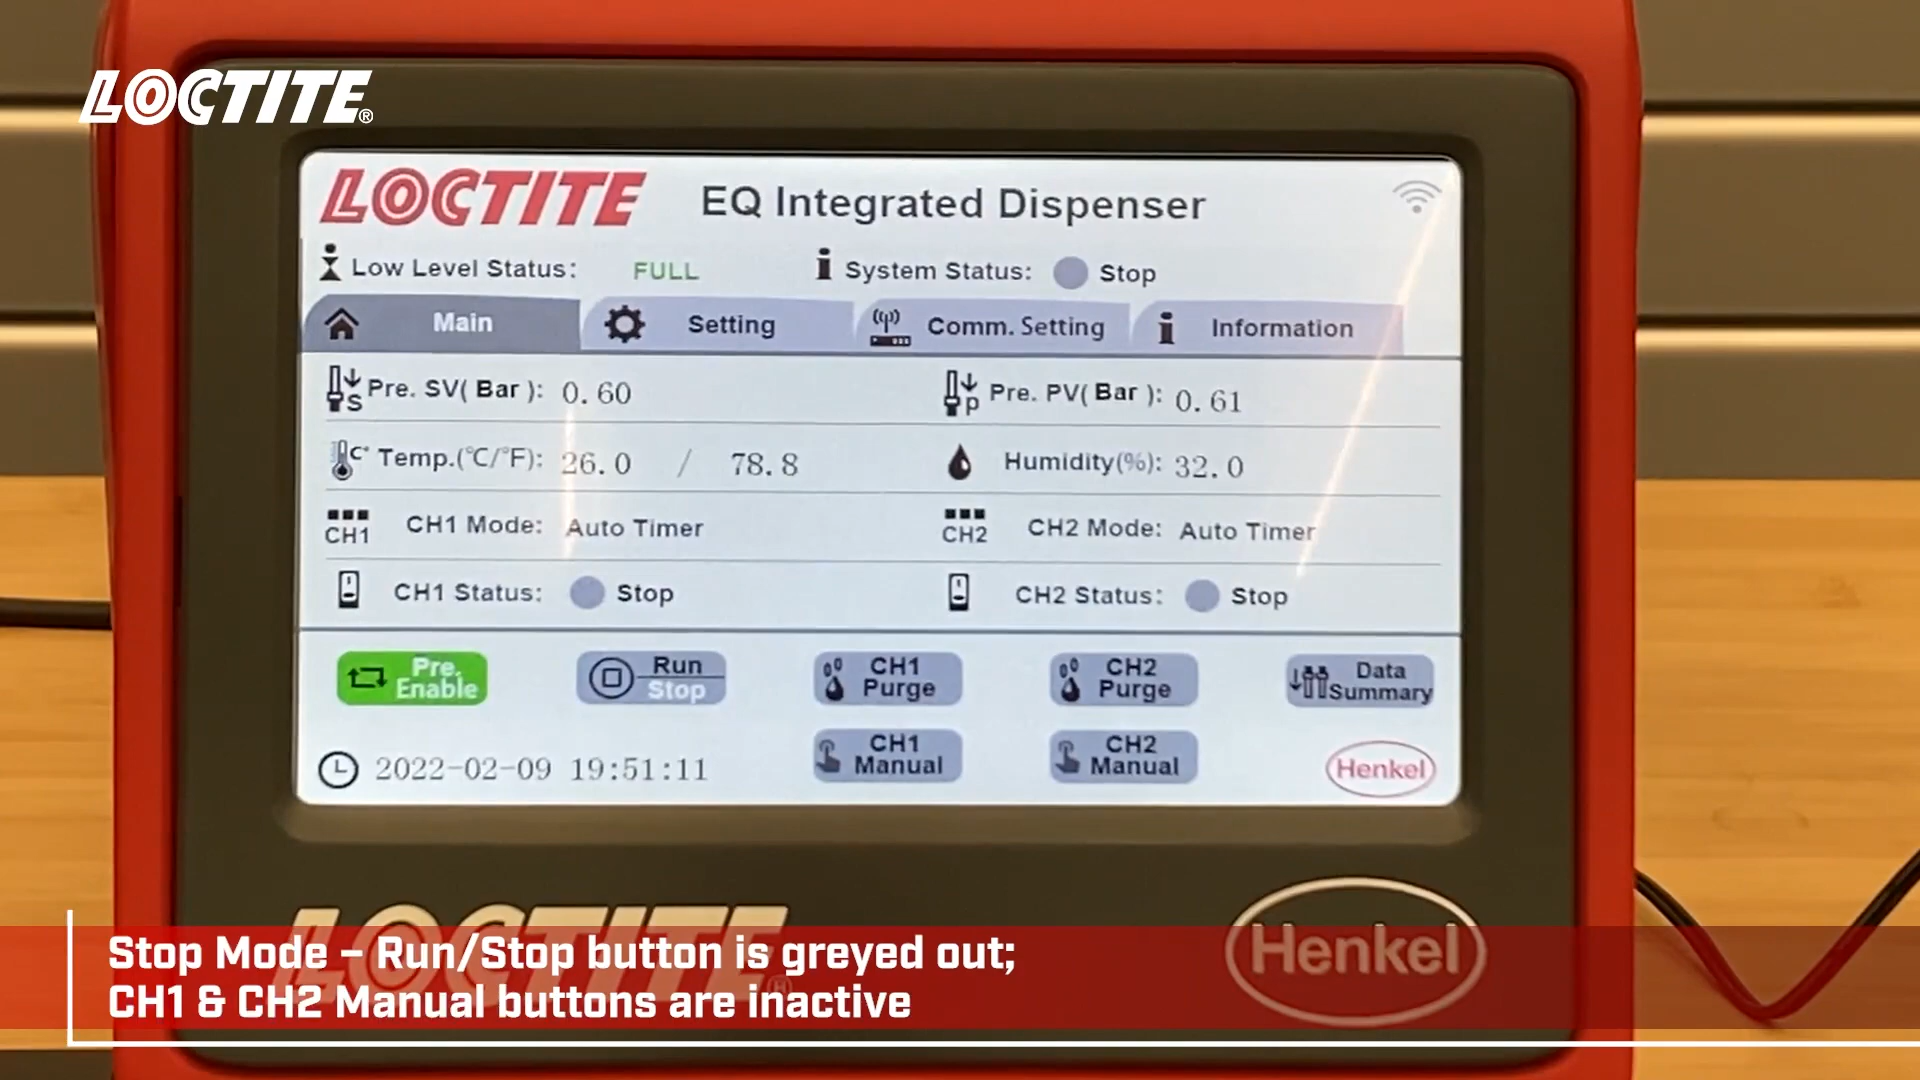 LOCTITE®
LOCTITE EQ Integrated Dispenser
Low Level Status: FULL System Status: Stop
Main Setting Comm. Setting Information
S Pre. SV( Bar ): 0.60 p Pre. PV( Bar ): 0.61
C° Temp.(℃/℉): 26.0 / 78.8 Humidity(%): 32.0
CH1 CH1 Mode: Auto Timer CH2 CH2 Mode: Auto Timer
CH1 Status: Stop CH2 Status: Stop
Pre. Enable
Run Stop
CH1 Purge
CH2 Purge
Data Summary
2022-02-09 19:51:11
CH1 Manual
CH2 Manual
Henkel
LOCTITE®
Henkel
Stop Mode – Run/Stop button is greyed out;
CH1 & CH2 Manual buttons are inactive